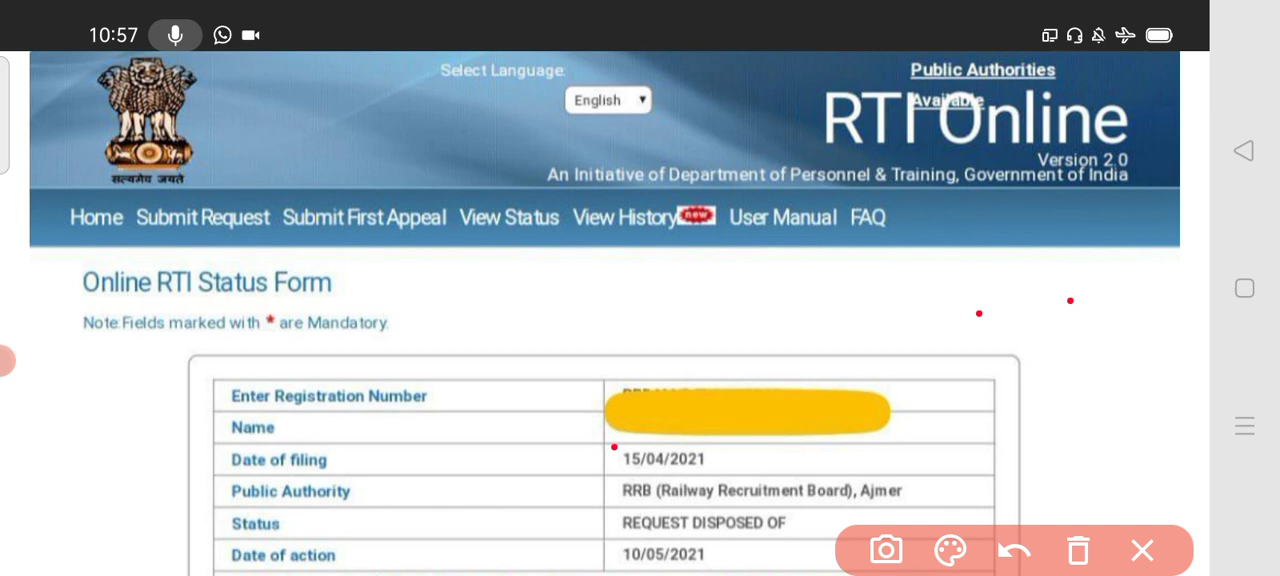 10:57
Select Language:
English
Public Authorities
Available
RTI Online
Version 2.0
An Initiative of Department of Personnel & Training, Government of India
सत्यमेव जयते
Home Submit Request Submit First Appeal View Status View History new User Manual FAQ
Online RTI Status Form
Note:Fields marked with * are Mandatory.
Enter Registration Number
Name
Date of filing 15/04/2021
Public Authority RRB (Railway Recruitment Board), Ajmer
Status REQUEST DISPOSED OF
Date of action 10/05/2021